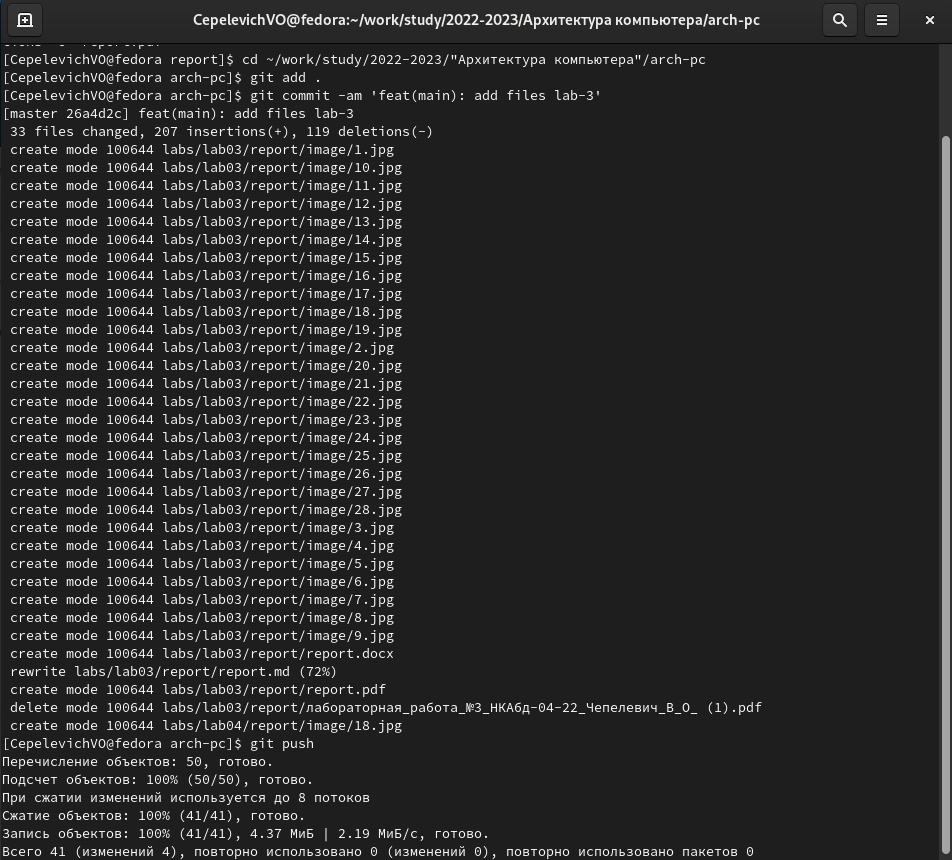 CepelevichVO@fedora:~/work/study/2022-2023/Архитектура компьютера/arch-pc
[CepelevichVO@fedora report]$ cd ~/work/study/2022-2023/"Архитектура компьютера"/arch-pc
[CepelevichVO@fedora arch-pc]$ git add .
[CepelevichVO@fedora arch-pc]$ git commit -am 'feat(main): add files lab-3'
[master 26a4d2c] feat(main): add files lab-3
 33 files changed, 207 insertions(+), 119 deletions(-)
 create mode 100644 labs/lab03/report/image/1.jpg
 create mode 100644 labs/lab03/report/image/10.jpg
 create mode 100644 labs/lab03/report/image/11.jpg
 create mode 100644 labs/lab03/report/image/12.jpg
 create mode 100644 labs/lab03/report/image/13.jpg
 create mode 100644 labs/lab03/report/image/14.jpg
 create mode 100644 labs/lab03/report/image/15.jpg
 create mode 100644 labs/lab03/report/image/16.jpg
 create mode 100644 labs/lab03/report/image/17.jpg
 create mode 100644 labs/lab03/report/image/18.jpg
 create mode 100644 labs/lab03/report/image/19.jpg
 create mode 100644 labs/lab03/report/image/2.jpg
 create mode 100644 labs/lab03/report/image/20.jpg
 create mode 100644 labs/lab03/report/image/21.jpg
 create mode 100644 labs/lab03/report/image/22.jpg
 create mode 100644 labs/lab03/report/image/23.jpg
 create mode 100644 labs/lab03/report/image/24.jpg
 create mode 100644 labs/lab03/report/image/25.jpg
 create mode 100644 labs/lab03/report/image/26.jpg
 create mode 100644 labs/lab03/report/image/27.jpg
 create mode 100644 labs/lab03/report/image/28.jpg
 create mode 100644 labs/lab03/report/image/3.jpg
 create mode 100644 labs/lab03/report/image/4.jpg
 create mode 100644 labs/lab03/report/image/5.jpg
 create mode 100644 labs/lab03/report/image/6.jpg
 create mode 100644 labs/lab03/report/image/7.jpg
 create mode 100644 labs/lab03/report/image/8.jpg
 create mode 100644 labs/lab03/report/image/9.jpg
 create mode 100644 labs/lab03/report/report.docx
 rewrite labs/lab03/report/report.md (72%)
 create mode 100644 labs/lab03/report/report.pdf
 delete mode 100644 labs/lab03/report/лабораторная_работа_№3_НКАбд-04-22_Чепелевич_В_О_ (1).pdf
 create mode 100644 labs/lab04/report/image/18.jpg
[CepelevichVO@fedora arch-pc]$ git push
Перечисление объектов: 50, готово.
Подсчет объектов: 100% (50/50), готово.
При сжатии изменений используется до 8 потоков
Сжатие объектов: 100% (41/41), готово.
Запись объектов: 100% (41/41), 4.37 МиБ | 2.19 МиБ/с, готово.
Всего 41 (изменений 4), повторно использовано 0 (изменений 0), повторно использовано пакетов 0